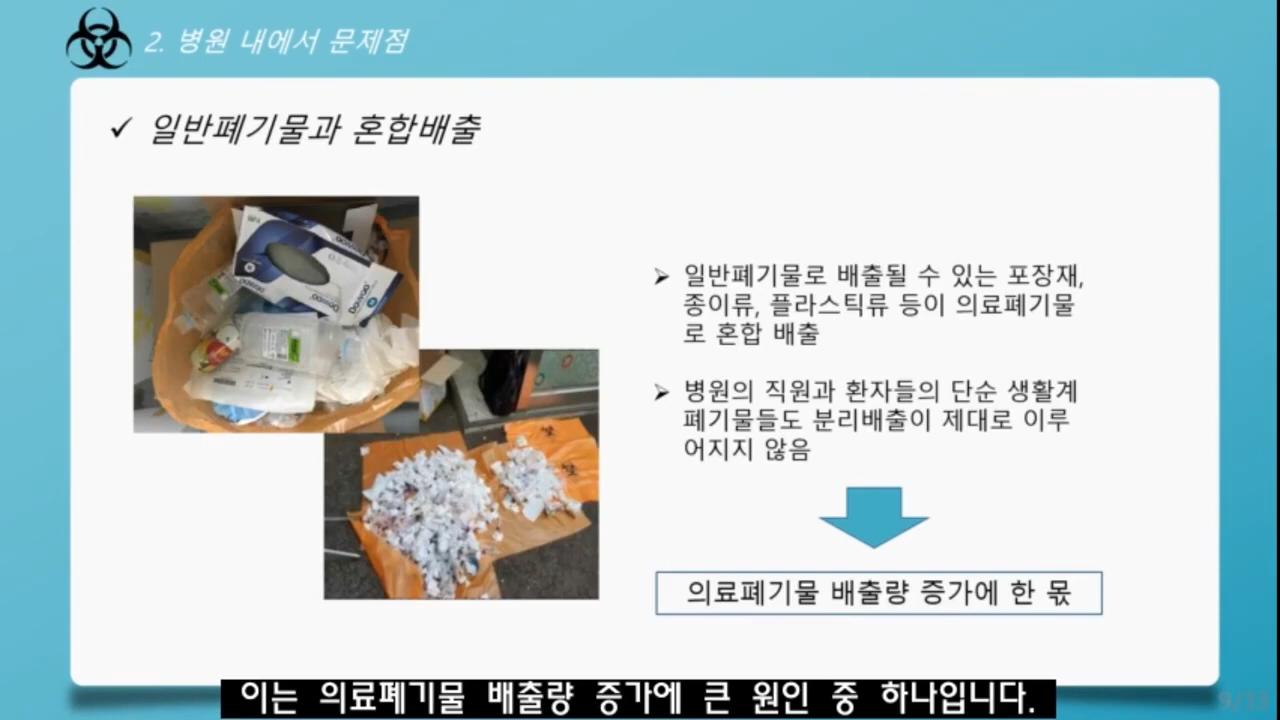 2. 병원 내에서 문제점
✓ 일반폐기물과 혼합배출
➢ 일반폐기물로 배출될 수 있는 포장재,
종이류, 플라스틱류 등이 의료폐기물
로 혼합 배출
➢ 병원의 직원과 환자들의 단순 생활계
폐기물들도 분리배출이 제대로 이루
어지지 않음
의료폐기물 배출량 증가에 한 몫
이는 의료폐기물 배출량 증가에 큰 원인 중 하나입니다.